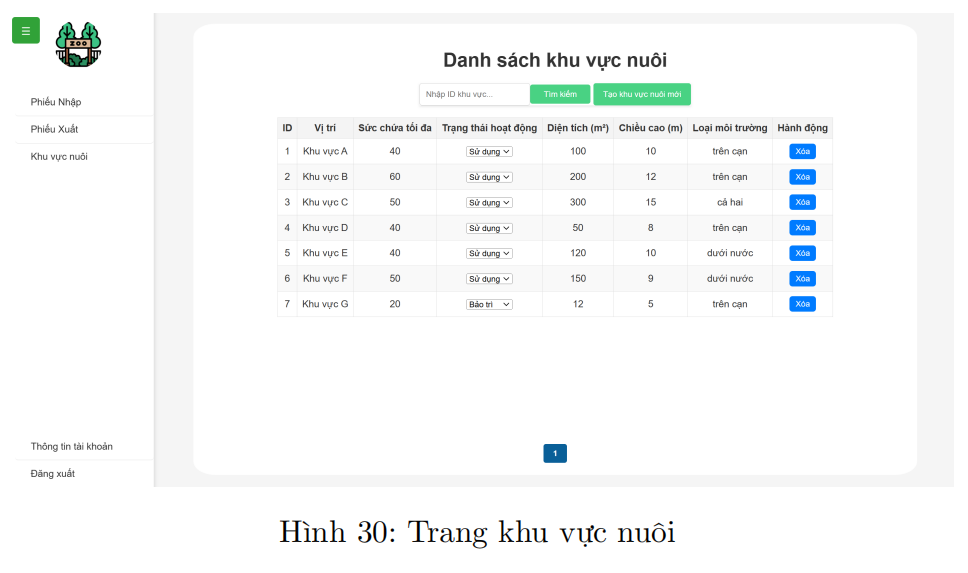 ZOO
Phiếu Nhập
Phiếu Xuất
Khu vực nuôi
Thông tin tài khoản
Đăng xuất
Danh sách khu vực nuôi
Nhập ID khu vực... Tìm kiếm Tạo khu vực nuôi mới
ID Vị trí Sức chứa tối đa Trạng thái hoạt động Diện tích (m²) Chiều cao (m) Loại môi trường Hành động
1 Khu vực A 40 Sử dụng 100 10 trên cạn Xóa
2 Khu vực B 60 Sử dụng 200 12 trên cạn Xóa
3 Khu vực C 50 Sử dụng 300 15 cả hai Xóa
4 Khu vực D 40 Sử dụng 50 8 trên cạn Xóa
5 Khu vực E 40 Sử dụng 120 10 dưới nước Xóa
6 Khu vực F 50 Sử dụng 150 9 dưới nước Xóa
7 Khu vực G 20 Bảo trì 12 5 trên cạn Xóa
1
Hình 30: Trang khu vực nuôi